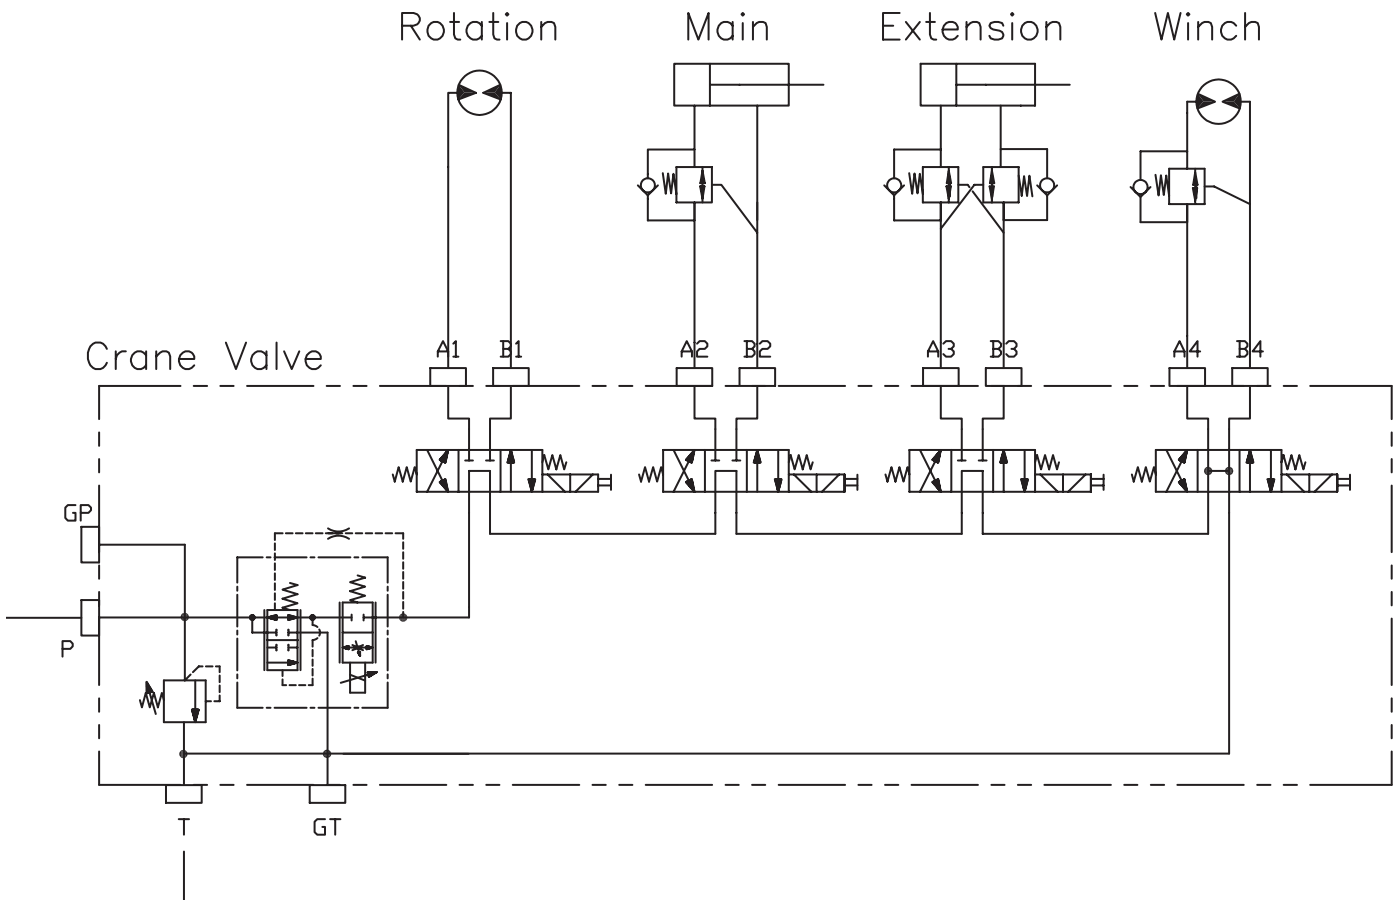 Rotation Main Extension Winch
Crane Valve
A1 B1 A2 B2 A3 B3 A4 B4
GP
P
T GT